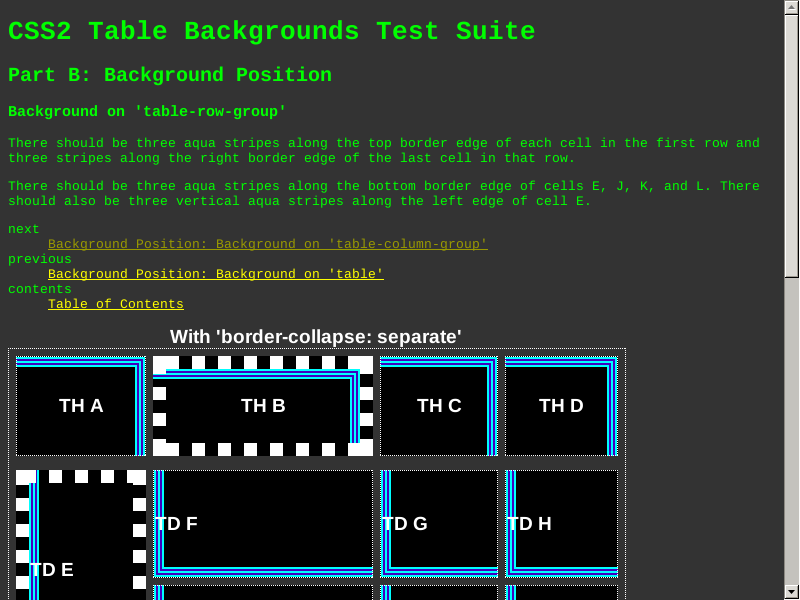 CSS2 Table Backgrounds Test Suite
Part B: Background Position
Background on 'table-row-group'
There should be three aqua stripes along the top border edge of each cell in the first row and
three stripes along the right border edge of the last cell in that row.
There should be three aqua stripes along the bottom border edge of cells E, J, K, and L. There
should also be three vertical aqua stripes along the left edge of cell E.
next
Background Position: Background on 'table-column-group'
previous
Background Position: Background on 'table'
contents
Table of Contents
With 'border-collapse: separate'
TH A TH B TH C TH D
TD F TD G TD H
TD E